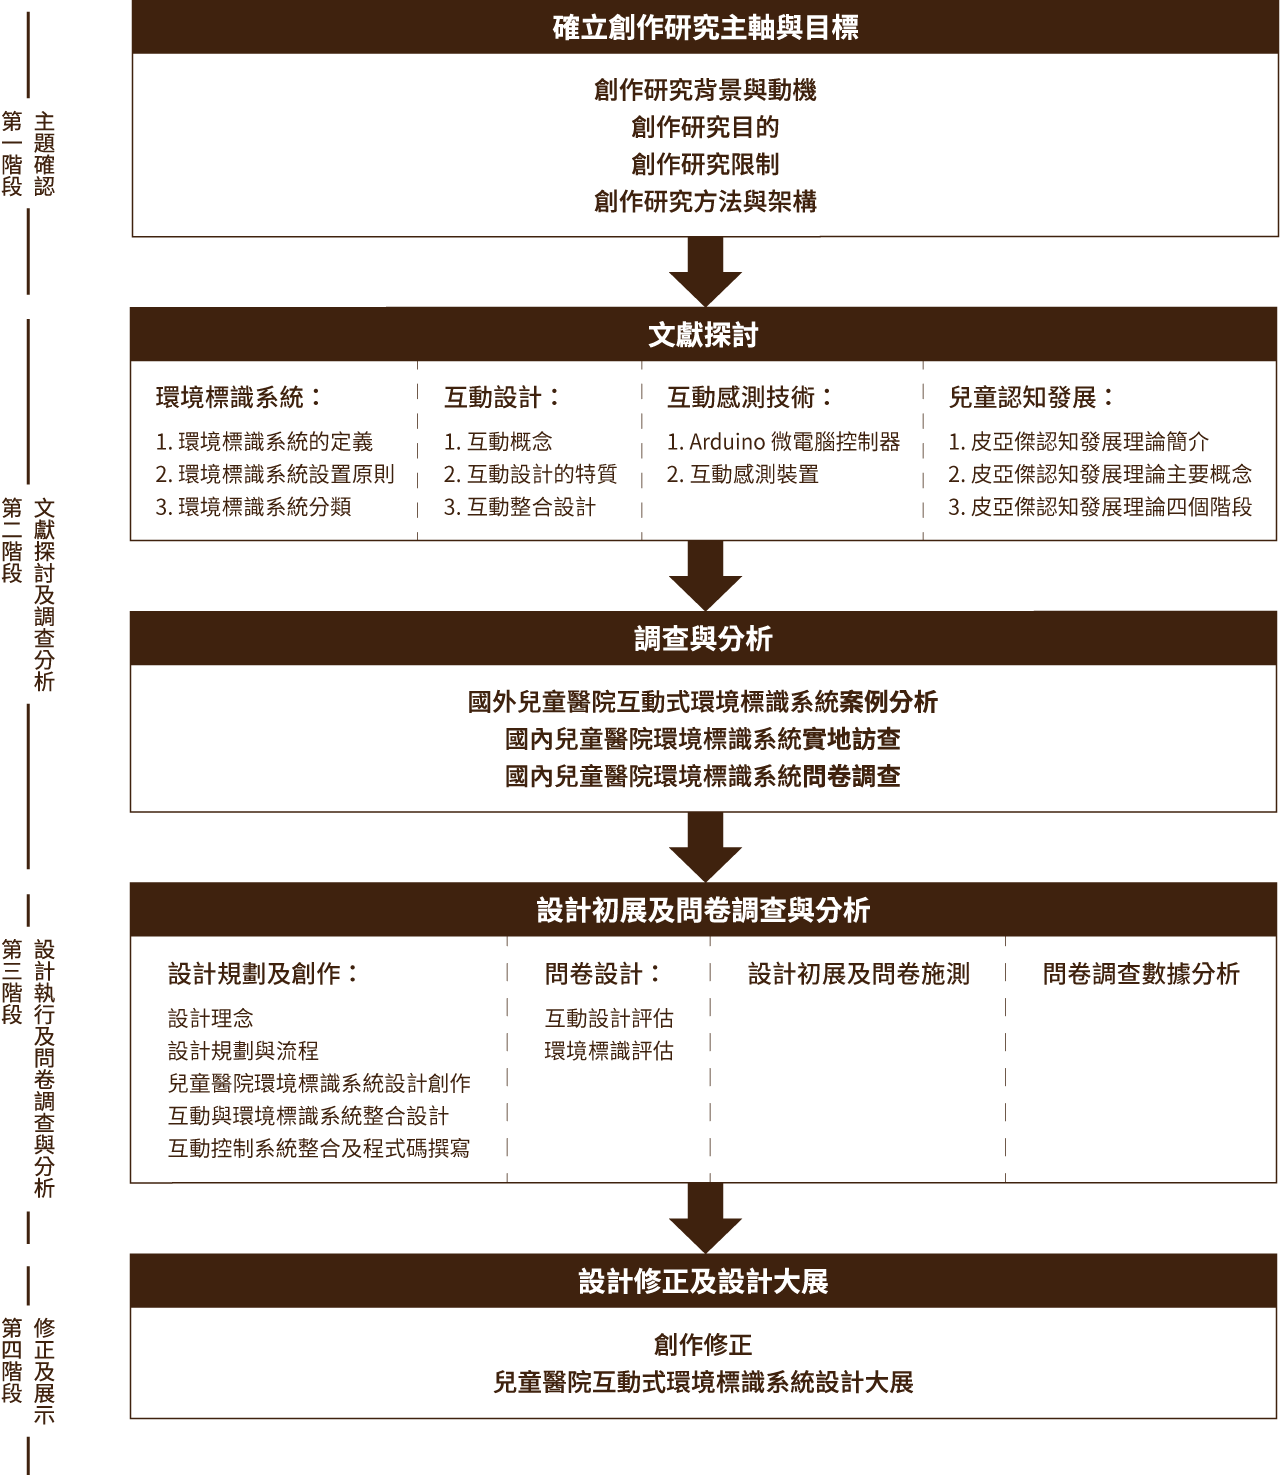 第一階段
主題確認
確立創作研究主軸與目標
創作研究背景與動機
創作研究目的
創作研究限制
創作研究方法與架構
第二階段
文獻探討及調查分析
文獻探討
環境標識系統：
1. 環境標識系統的定義
2. 環境標識系統設置原則
3. 環境標識系統分類
互動設計：
1. 互動概念
2. 互動設計的特質
3. 互動整合設計
互動感測技術：
1. Arduino 微電腦控制器
2. 互動感測裝置
兒童認知發展：
1. 皮亞傑認知發展理論簡介
2. 皮亞傑認知發展理論主要概念
3. 皮亞傑認知發展理論四個階段
調查與分析
國外兒童醫院互動式環境標識系統案例分析
國內兒童醫院環境標識系統實地訪查
國內兒童醫院環境標識系統問卷調查
第三階段
設計執行及問卷調查與分析
設計初展及問卷調查與分析
設計規劃及創作：
設計理念
設計規劃與流程
兒童醫院環境標識系統設計創作
互動與環境標識系統整合設計
互動控制系統整合及程式碼撰寫
問卷設計：
互動設計評估
環境標識評估
設計初展及問卷施測
問卷調查數據分析
第四階段
修正及展示
設計修正及設計大展
創作修正
兒童醫院互動式環境標識系統設計大展